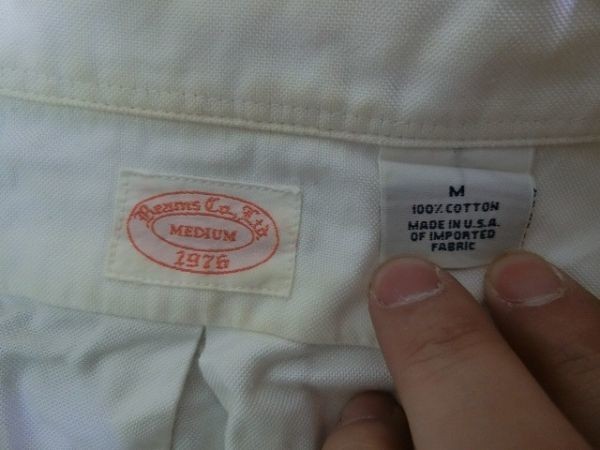 Beams Co., Ltd.
MEDIUM
1976
M
100% COTTON
MADE IN U.S.A.
OF IMPORTED
FABRIC